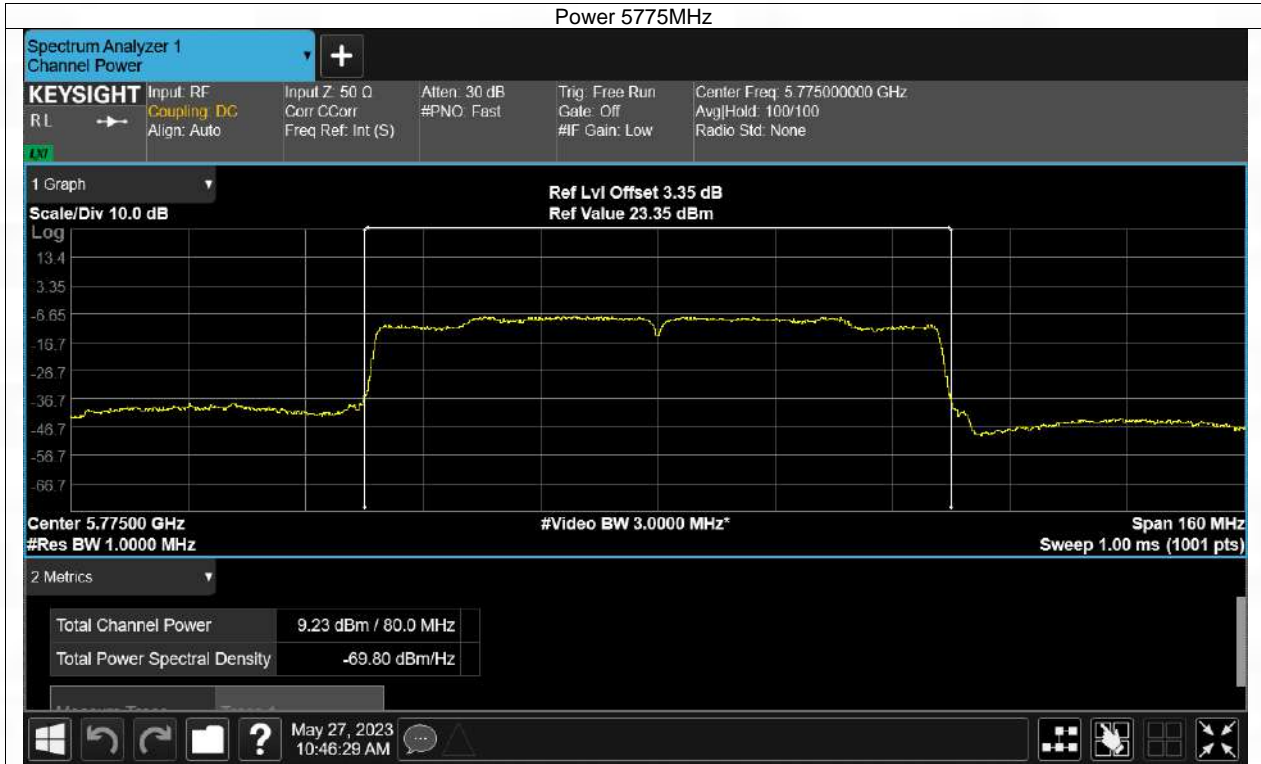 Power 5775MHz
Spectrum Analyzer 1
Channel Power
+
KEYSIGHT
RL
LXI
Input: RF
Coupling: DC
Align: Auto
Input Z: 50 Ω
Corr CCorr
Freq Ref: Int (S)
Atten: 30 dB
#PNO: Fast
Trig: Free Run
Gate: Off
#IF Gain: Low
Center Freq: 5.775000000 GHz
Avg|Hold: 100/100
Radio Std: None
1 Graph
Scale/Div 10.0 dB
Ref Lvl Offset 3.35 dB
Ref Value 23.35 dBm
Log
13.4
3.35
-6.65
-16.7
-26.7
-36.7
-46.7
-56.7
-66.7
Center 5.77500 GHz
#Res BW 1.0000 MHz
#Video BW 3.0000 MHz*
Span 160 MHz
Sweep 1.00 ms (1001 pts)
2 Metrics
Total Channel Power 9.23 dBm / 80.0 MHz
Total Power Spectral Density -69.80 dBm/Hz
?
May 27, 2023
10:46:29 AM